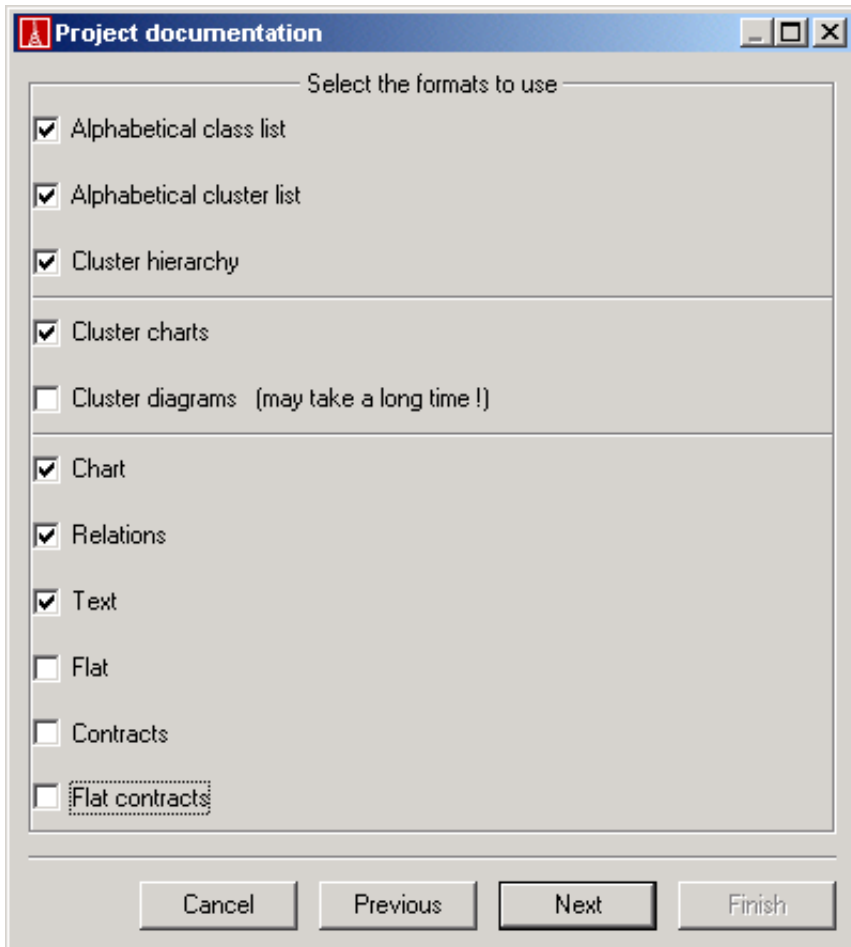 Project documentation
Select the formats to use
Alphabetical class list
Alphabetical cluster list
Cluster hierarchy
Cluster charts
Cluster diagrams (may take a long time !)
Chart
Relations
Text
Flat
Contracts
Flat contracts
Cancel Previous Next Finish